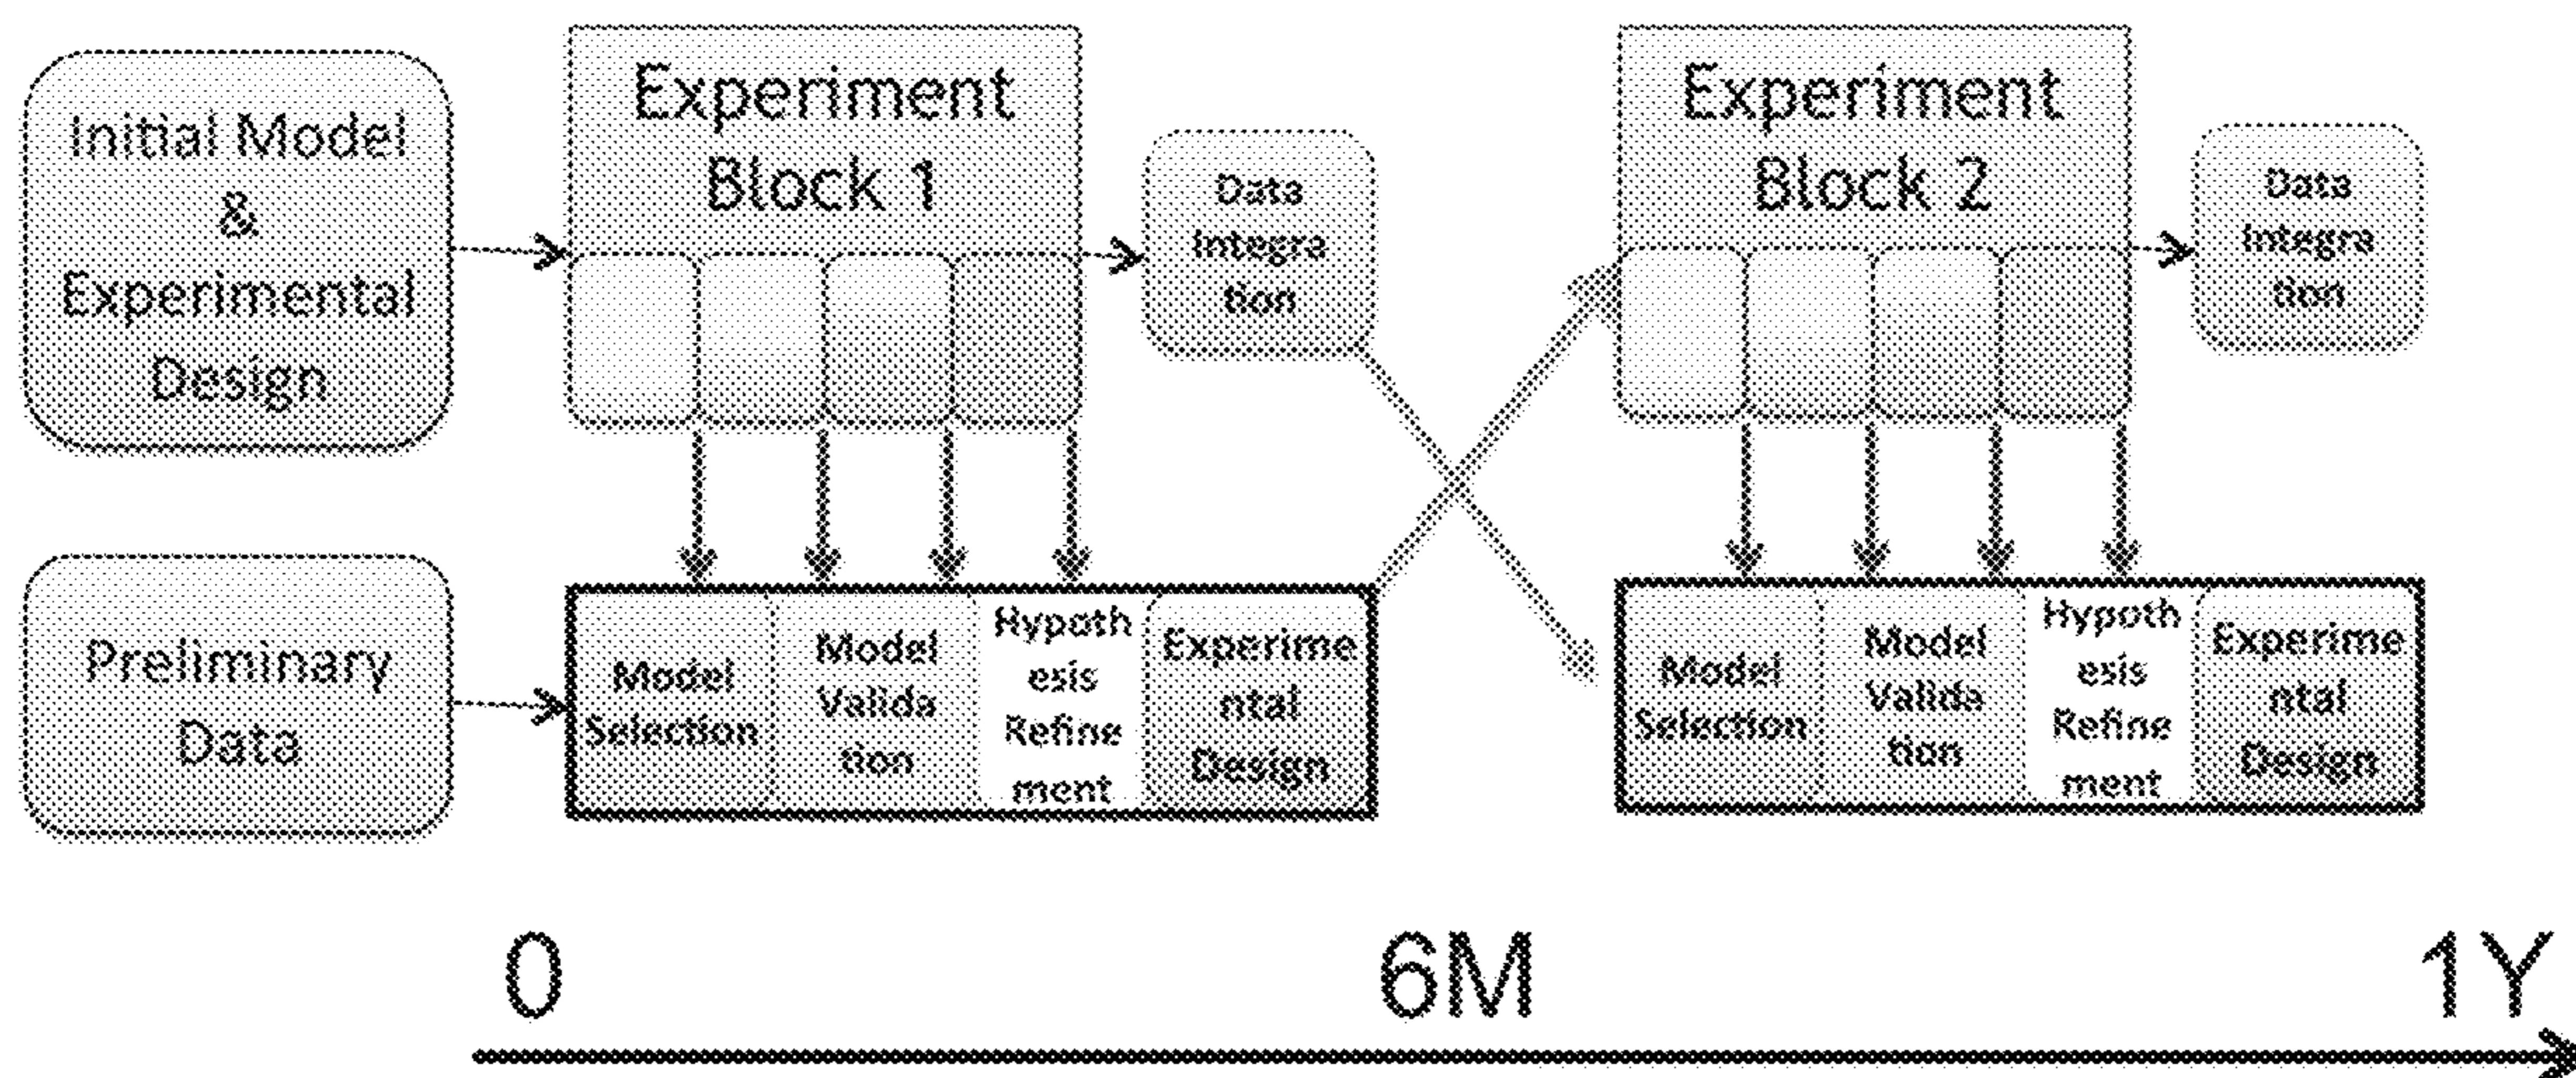 Initial Model
&
Experimental
Design
Experiment
Block 1
Data
Integra
tion
Experiment
Block 2
Data
Integra
tion
Preliminary
Data
Model
Selection
Model
Valida
tion
Hypoth
esis
Refine
ment
Experime
ntal
Design
Model
Selection
Model
Valida
tion
Hypoth
esis
Refine
ment
Experime
ntal
Design
0
6M
1Y